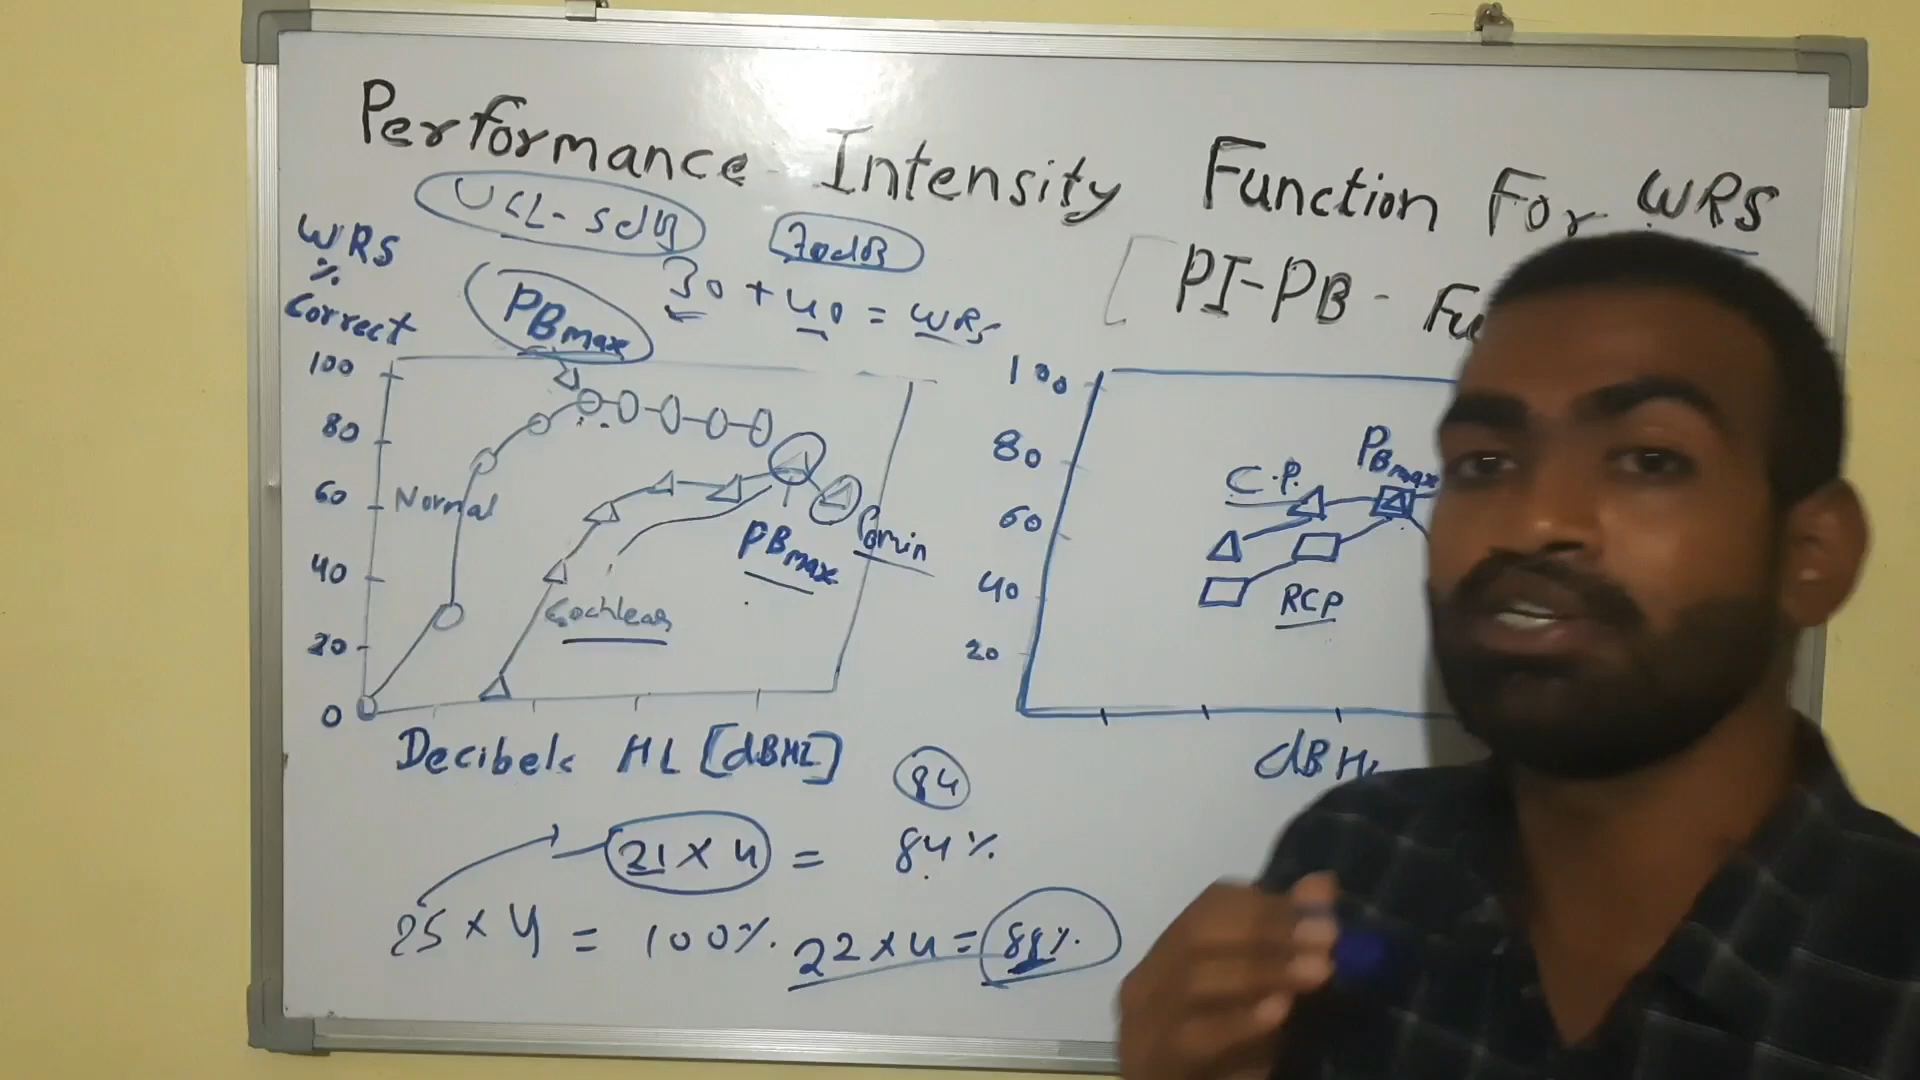 Performance Intensity Function For WRS
UCL-5dB
70dB
[ PI-PB-
30 + 40 = WRS
WRS
%
Correct
PBmax
100
80
60
40
20
0
Normal
Cochlear
PBmax
PBmin
Decibels HL [dBHL]
100
80
60
40
20
C.P.
PBmax
RCP
dBHL
84
21 x 4 = 84%
25 x 4 = 100%.
22 x 4 = 88%.